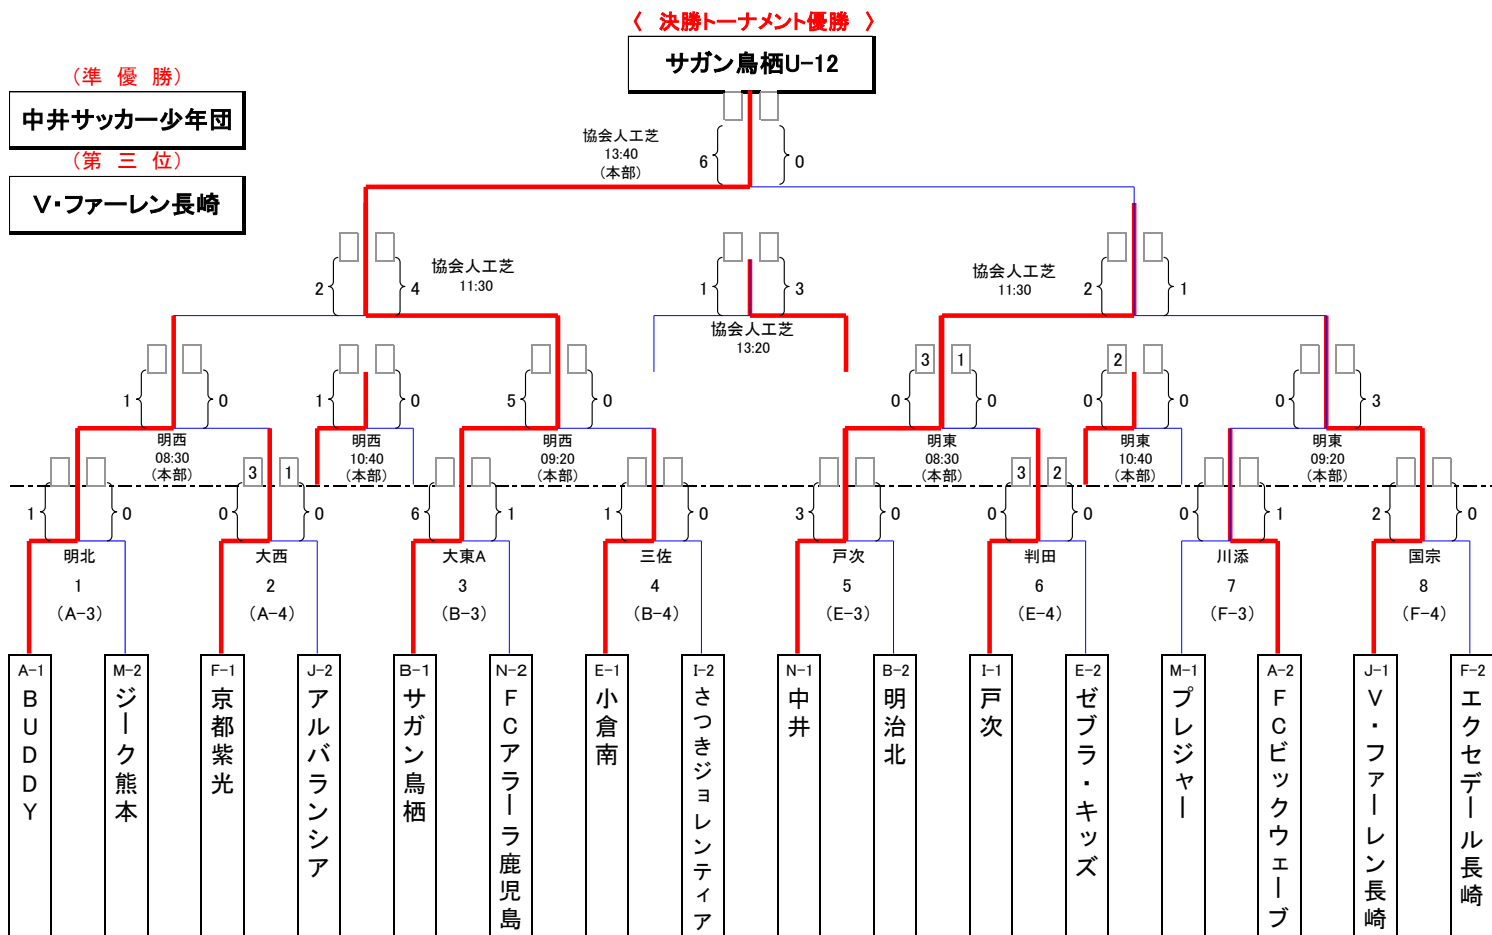 〈 決勝トーナメント優勝 〉
サガン鳥栖U-12
(準 優 勝)
中井サッカー少年団
(第 三 位)
V・ファーレン長崎
協会人工芝
13:40
(本部)
6 0
協会人工芝
11:30
2 4
協会人工芝
13:20
1 3
協会人工芝
11:30
2 1
3 1 2
1 0 1 0 5 0 0 0 0 0 0 3
明西
08:30
(本部)
明西
10:40
(本部)
明西
09:20
(本部)
明東
08:30
(本部)
明東
10:40
(本部)
明東
09:20
(本部)
3 1 3 2
1 0 0 0 6 1 1 0 3 0 0 0 0 1 2 0
明北
1
(A-3)
大西
2
(A-4)
大東A
3
(B-3)
三佐
4
(B-4)
戸次
5
(E-3)
判田
6
(E-4)
川添
7
(F-3)
国宗
8
(F-4)
A-1
BUDDY
M-2
ジーク熊本
F-1
京都紫光
J-2
アルバランシア
B-1
サガン鳥栖
N-2
FCアラーラ鹿児島
E-1
小倉南
I-2
さつきジョレンティア
N-1
中井
B-2
明治北
I-1
戸次
E-2
ゼブラ・キッズ
M-1
プレジャー
A-2
FCビックウェーブ
J-1
V・ファーレン長崎
F-2
エクセデール長崎